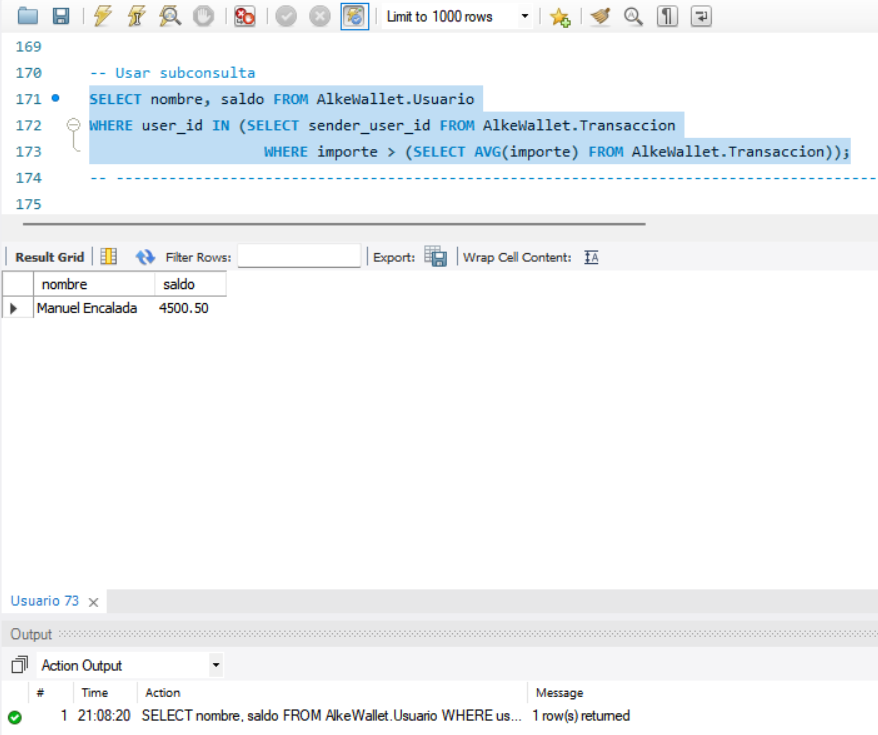 Limit to 1000 rows
169
170 -- Usar subconsulta
171 SELECT nombre, saldo FROM AlkeWallet.Usuario
172 WHERE user_id IN (SELECT sender_user_id FROM AlkeWallet.Transaccion
173 WHERE importe > (SELECT AVG(importe) FROM AlkeWallet.Transaccion));
174 -- --------------------------------------------------------------------------------------
175
Result Grid Filter Rows: Export: Wrap Cell Content: IA
nombre saldo
Manuel Encalada 4500.50
Usuario 73 ×
Output
Action Output
# Time Action Message
1 21:08:20 SELECT nombre, saldo FROM AlkeWallet.Usuario WHERE us... 1 row(s) returned